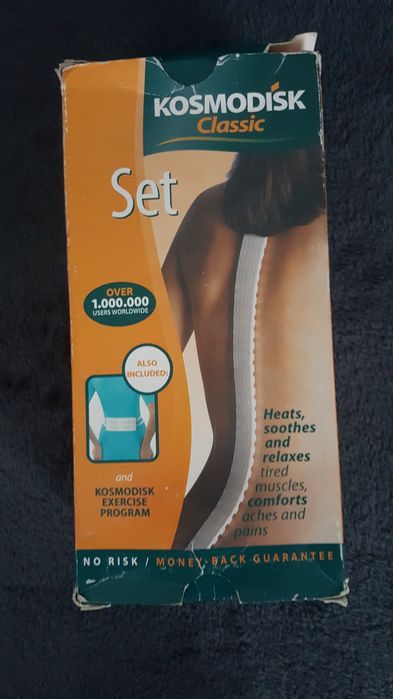 KOSMODISK
Classic
Set
OVER
1.000.000
USERS WORLDWIDE
ALSO
INCLUDED:
and
KOSMODISK
EXERCISE
PROGRAM
Heats,
soothes
and
relaxes
tired
muscles,
comforts
aches and
pains
NO RISK / MONEY-BACK GUARANTEE